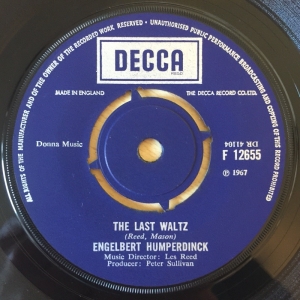 ALL RIGHTS OF THE MANUFACTURER AND OF THE OWNER OF THE RECORDED WORK RESERVED · UNAUTHORISED PUBLIC PERFORMANCE BROADCASTING AND COPYING OF THIS RECORD PROHIBITED
DECCA
MADE IN ENGLAND
THE DECCA RECORD CO. LTD.
Donna Music
DR 41104
F 12655
℗ 1967
THE LAST WALTZ
(Reed, Mason)
ENGELBERT HUMPERDINCK
Music Director: Les Reed
Producer: Peter Sullivan